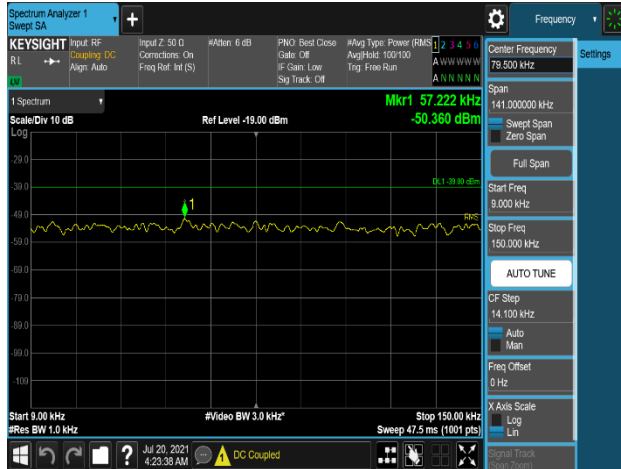 Spectrum Analyzer 1
Swept SA
+
Frequency
KEYSIGHT
Input: RF
Input Z: 50 Ω
#Atten: 6 dB
PNO: Best Close
#Avg Type: Power (RMS
1 2 3 4 5 6
R L
Coupling: DC
Corrections: On
Gate: Off
Avg|Hold: 100/100
A W W W W W
Align: Auto
Freq Ref: Int (S)
IF Gain: Low
Trig: Free Run
Sig Track: Off
A N N N N N
1 Spectrum
Mkr1 57.222 kHz
Scale/Div 10 dB
Ref Level -19.00 dBm
-50.360 dBm
Log
-29.0
DL1 -39.00 dBm
-39.0
1
-49.0
RMS
-59.0
-69.0
-79.0
-89.0
-99.0
-109
Start 9.00 kHz
#Video BW 3.0 kHz*
Stop 150.00 kHz
#Res BW 1.0 kHz
Sweep 47.5 ms (1001 pts)
?
Jul 20, 2021
4:23:38 AM
DC Coupled
Settings
Center Frequency
79.500 kHz
Span
141.000000 kHz
Swept Span
Zero Span
Full Span
Start Freq
9.000 kHz
Stop Freq
150.000 kHz
AUTO TUNE
CF Step
14.100 kHz
Auto
Man
Freq Offset
0 Hz
X Axis Scale
Log
Lin
Signal Track
(Span Zoom)